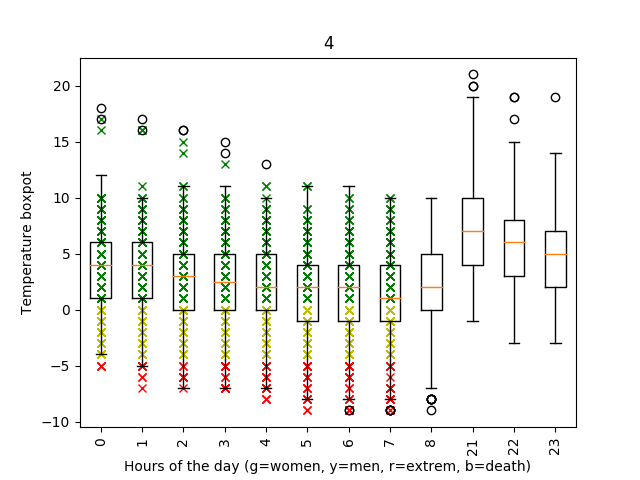 4
20
15
10
5
0
−5
−10
Temperature boxpot
0 1 2 3 4 5 6 7 8 21 22 23
Hours of the day (g=women, y=men, r=extrem, b=death)